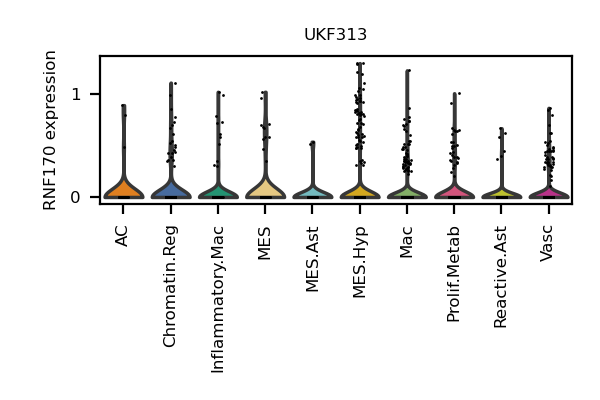 UKF313
RNF170 expression
1
0
AC
Chromatin.Reg
Inflammatory.Mac
MES
MES.Ast
MES.Hyp
Mac
Prolif.Metab
Reactive.Ast
Vasc